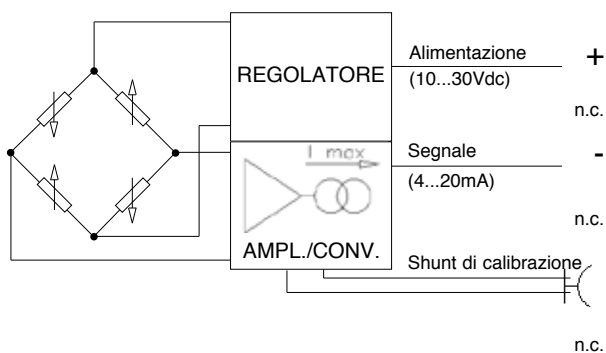 REGOLATORE
Alimentazione
+
(10...30Vdc)
n.c.
I max
Segnale
-
(4...20mA)
n.c.
AMPL./CONV.
Shunt di calibrazione
n.c.